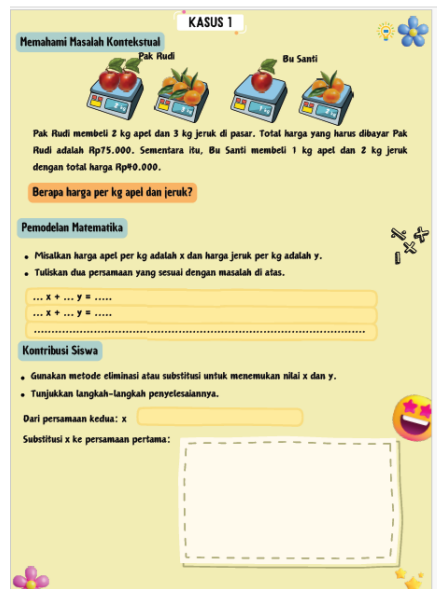 KASUS 1
Memahami Masalah Kontekstual
Pak Rudi
Bu Santi
Pak Rudi membeli 2 kg apel dan 3 kg jeruk di pasar. Total harga yang harus dibayar Pak
Rudi adalah Rp75.000. Sementara itu, Bu Santi membeli 1 kg apel dan 2 kg jeruk
dengan total harga Rp40.000.
Berapa harga per kg apel dan jeruk?
Pemodelan Matematika
• Misalkan harga apel per kg adalah x dan harga jeruk per kg adalah y.
• Tuliskan dua persamaan yang sesuai dengan masalah di atas.
... x + ... y = .....
... x + ... y = .....
Kontribusi Siswa
• Gunakan metode eliminasi atau substitusi untuk menemukan nilai x dan y.
• Tunjukkan langkah-langkah penyelesaiannya.
Dari persamaan kedua: x
Substitusi x ke persamaan pertama: